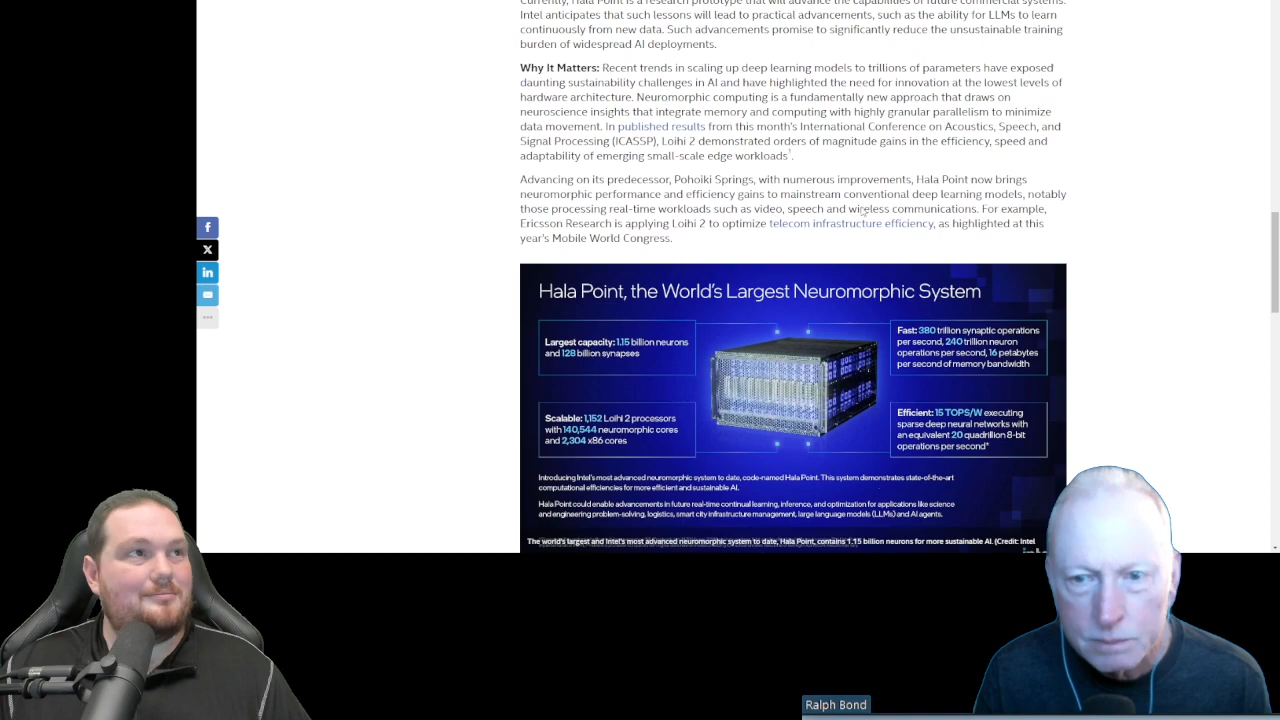 Currently, Hala Point is a research prototype that will advance the capabilities of future commercial systems.
Intel anticipates that such lessons will lead to practical advancements, such as the ability for LLMs to learn
continuously from new data. Such advancements promise to significantly reduce the unsustainable training
burden of widespread AI deployments.
Why It Matters: Recent trends in scaling up deep learning models to trillions of parameters have exposed
daunting sustainability challenges in AI and have highlighted the need for innovation at the lowest levels of
hardware architecture. Neuromorphic computing is a fundamentally new approach that draws on
neuroscience insights that integrate memory and computing with highly granular parallelism to minimize
data movement. In published results from this month's International Conference on Acoustics, Speech, and
Signal Processing (ICASSP), Loihi 2 demonstrated orders of magnitude gains in the efficiency, speed and
adaptability of emerging small-scale edge workloads¹.
Advancing on its predecessor, Pohoiki Springs, with numerous improvements, Hala Point now brings
neuromorphic performance and efficiency gains to mainstream conventional deep learning models, notably
those processing real-time workloads such as video, speech and wireless communications. For example,
Ericsson Research is applying Loihi 2 to optimize telecom infrastructure efficiency, as highlighted at this
year's Mobile World Congress.
Hala Point, the World's Largest Neuromorphic System
Largest capacity: 1.15 billion neurons
and 128 billion synapses
Fast: 380 trillion synaptic operations
per second, 240 trillion neuron
operations per second, 16 petabytes
per second of memory bandwidth
Scalable: 1,152 Loihi 2 processors
with 140,544 neuromorphic cores
and 2,304 x86 cores
Efficient: 15 TOPS/W executing
sparse deep neural networks with
an equivalent 20 quadrillion 8-bit
operations per second*
Introducing Intel's most advanced neuromorphic system to date, code-named Hala Point. This system demonstrates state-of-the-art
computational efficiencies for more efficient and sustainable AI.
Hala Point could enable advancements in future real-time continual learning, inference, and optimization for applications like science
and engineering problem-solving, logistics, smart city infrastructure management, large language models (LLMs) and AI agents.
The world's largest and Intel's most advanced neuromorphic system to date, Hala Point, contains 1.15 billion neurons for more sustainable AI. (Credit: Intel
Ralph Bond